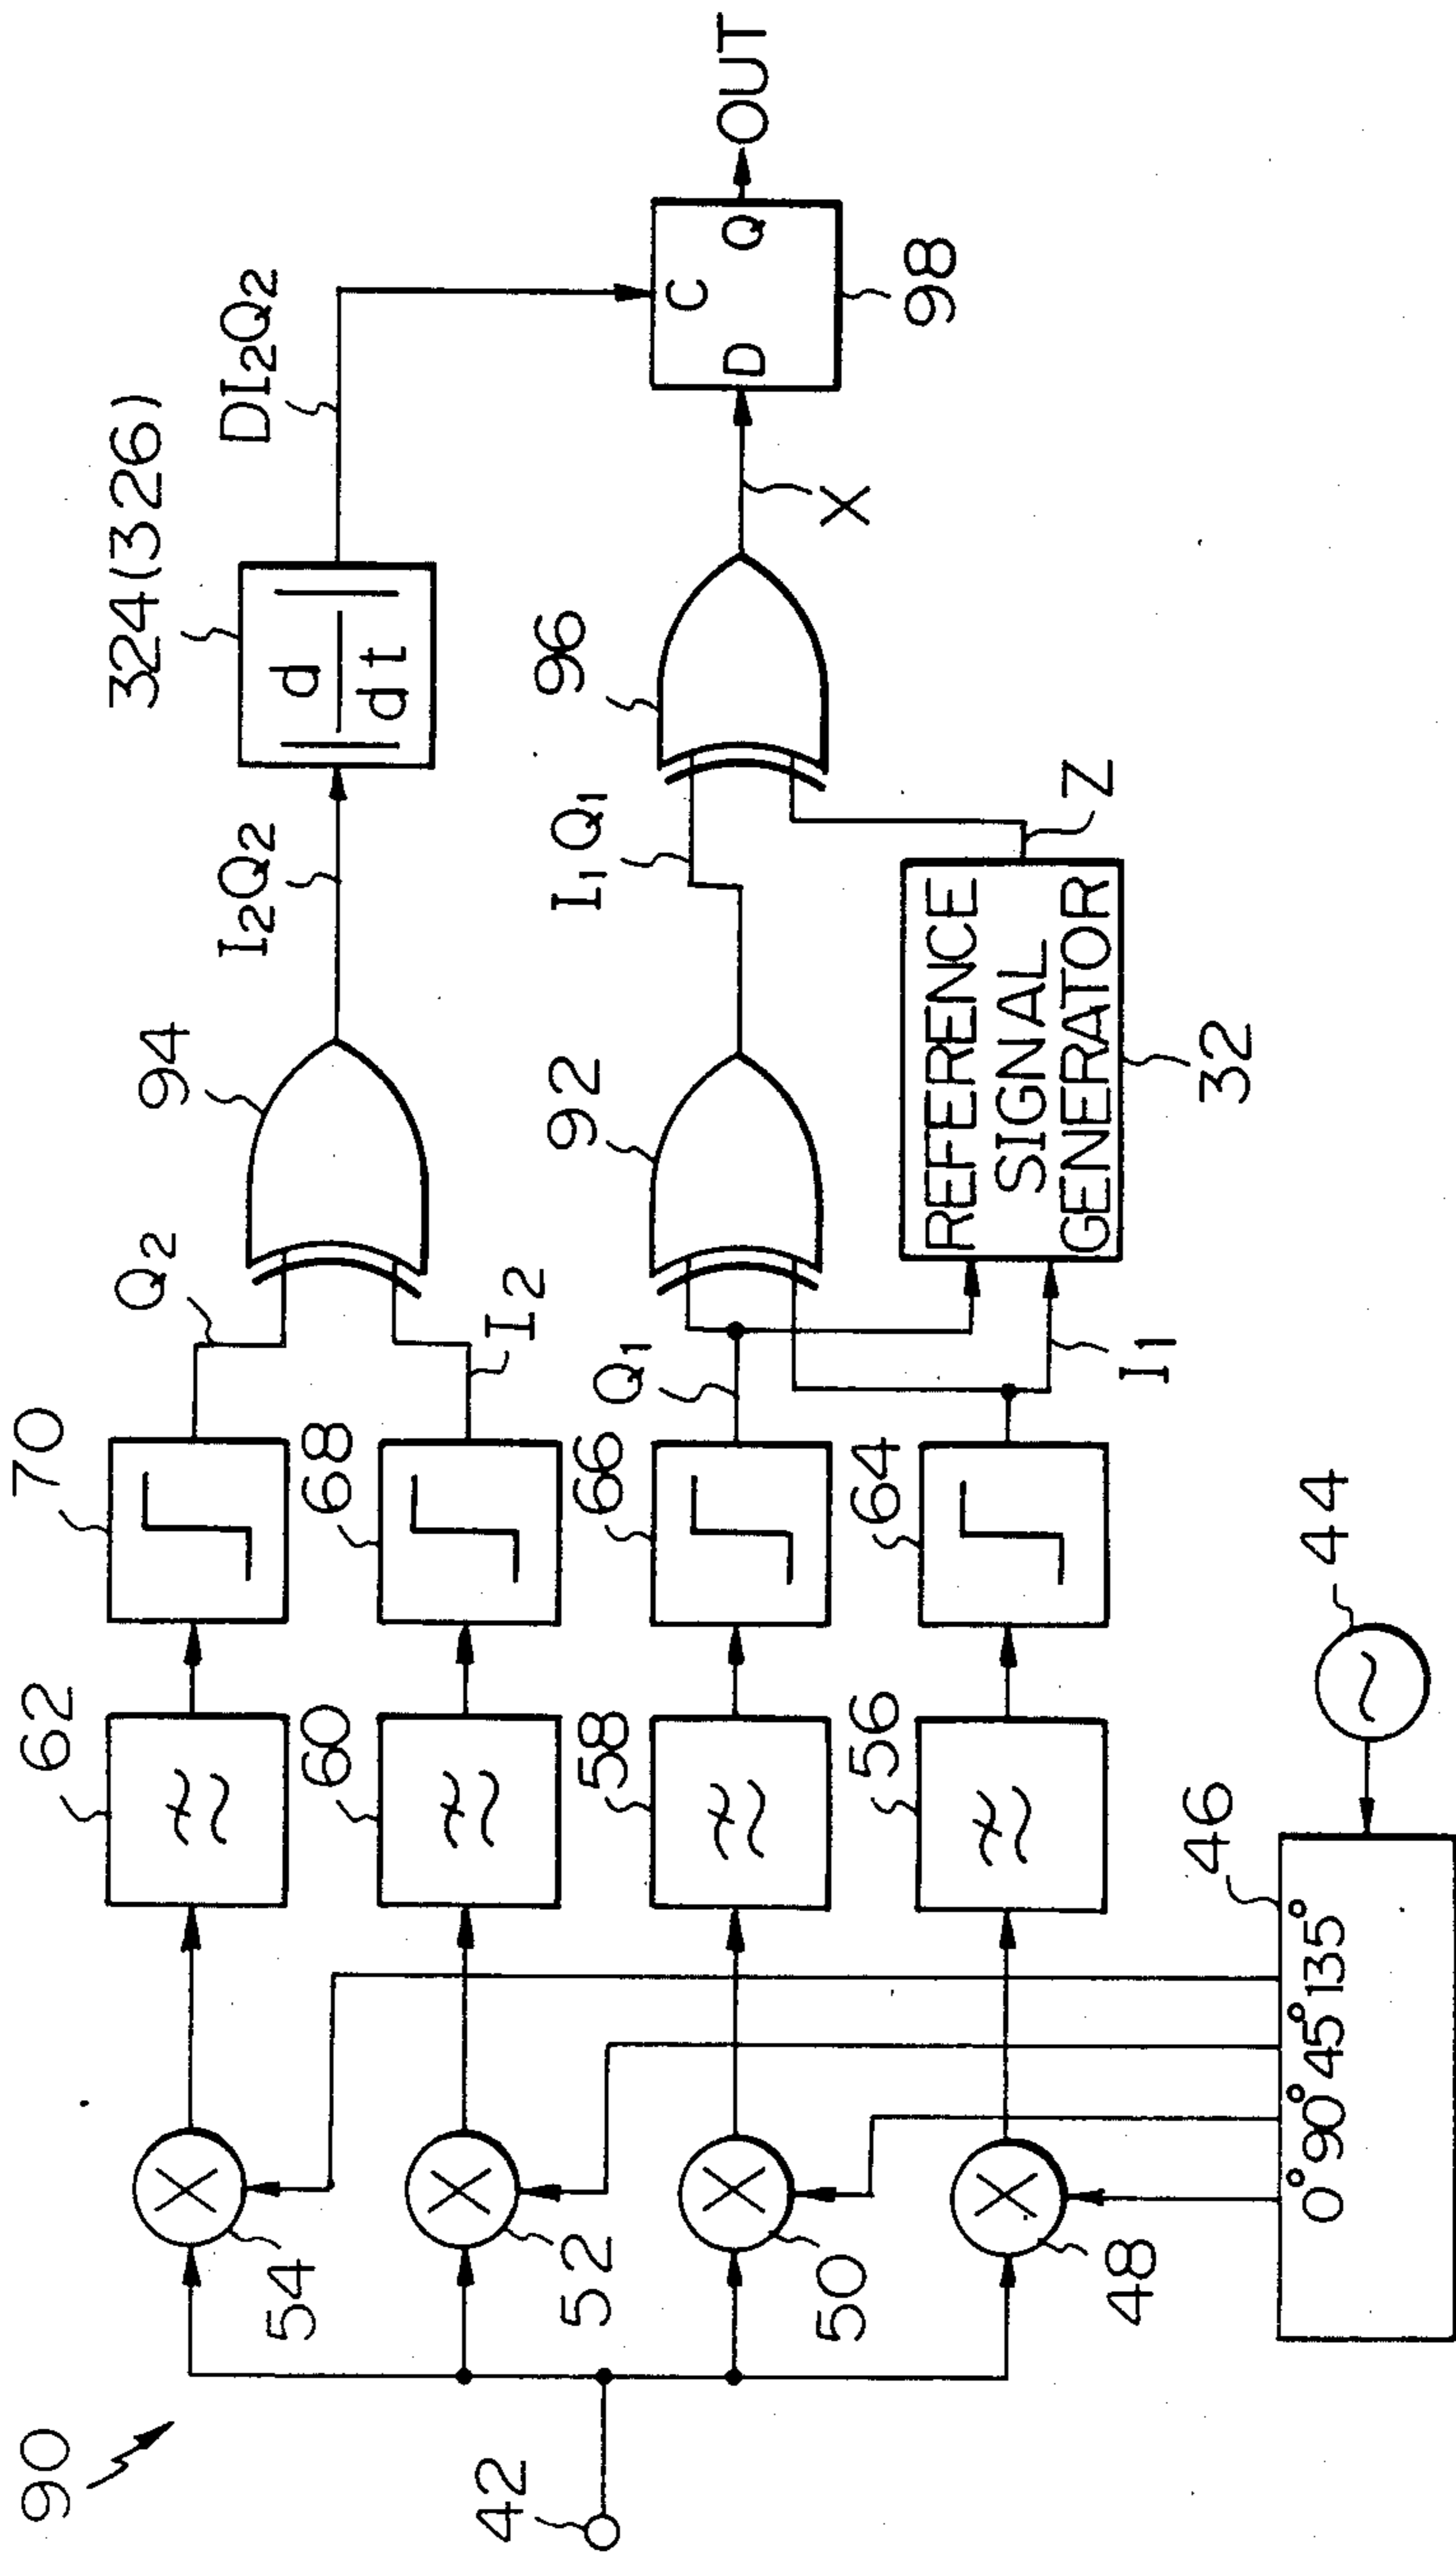 90
42
54
52
50
48
0° 90° 45° 135°
46
44
62
60
58
56
70
68
66
64
Q2
I2
Q1
I1
94
92
REFERENCE
SIGNAL
GENERATOR
32
I2Q2
I1Q1
Z
324(326)
d
dt
96
DI2Q2
X
D
C
Q
98
OUT